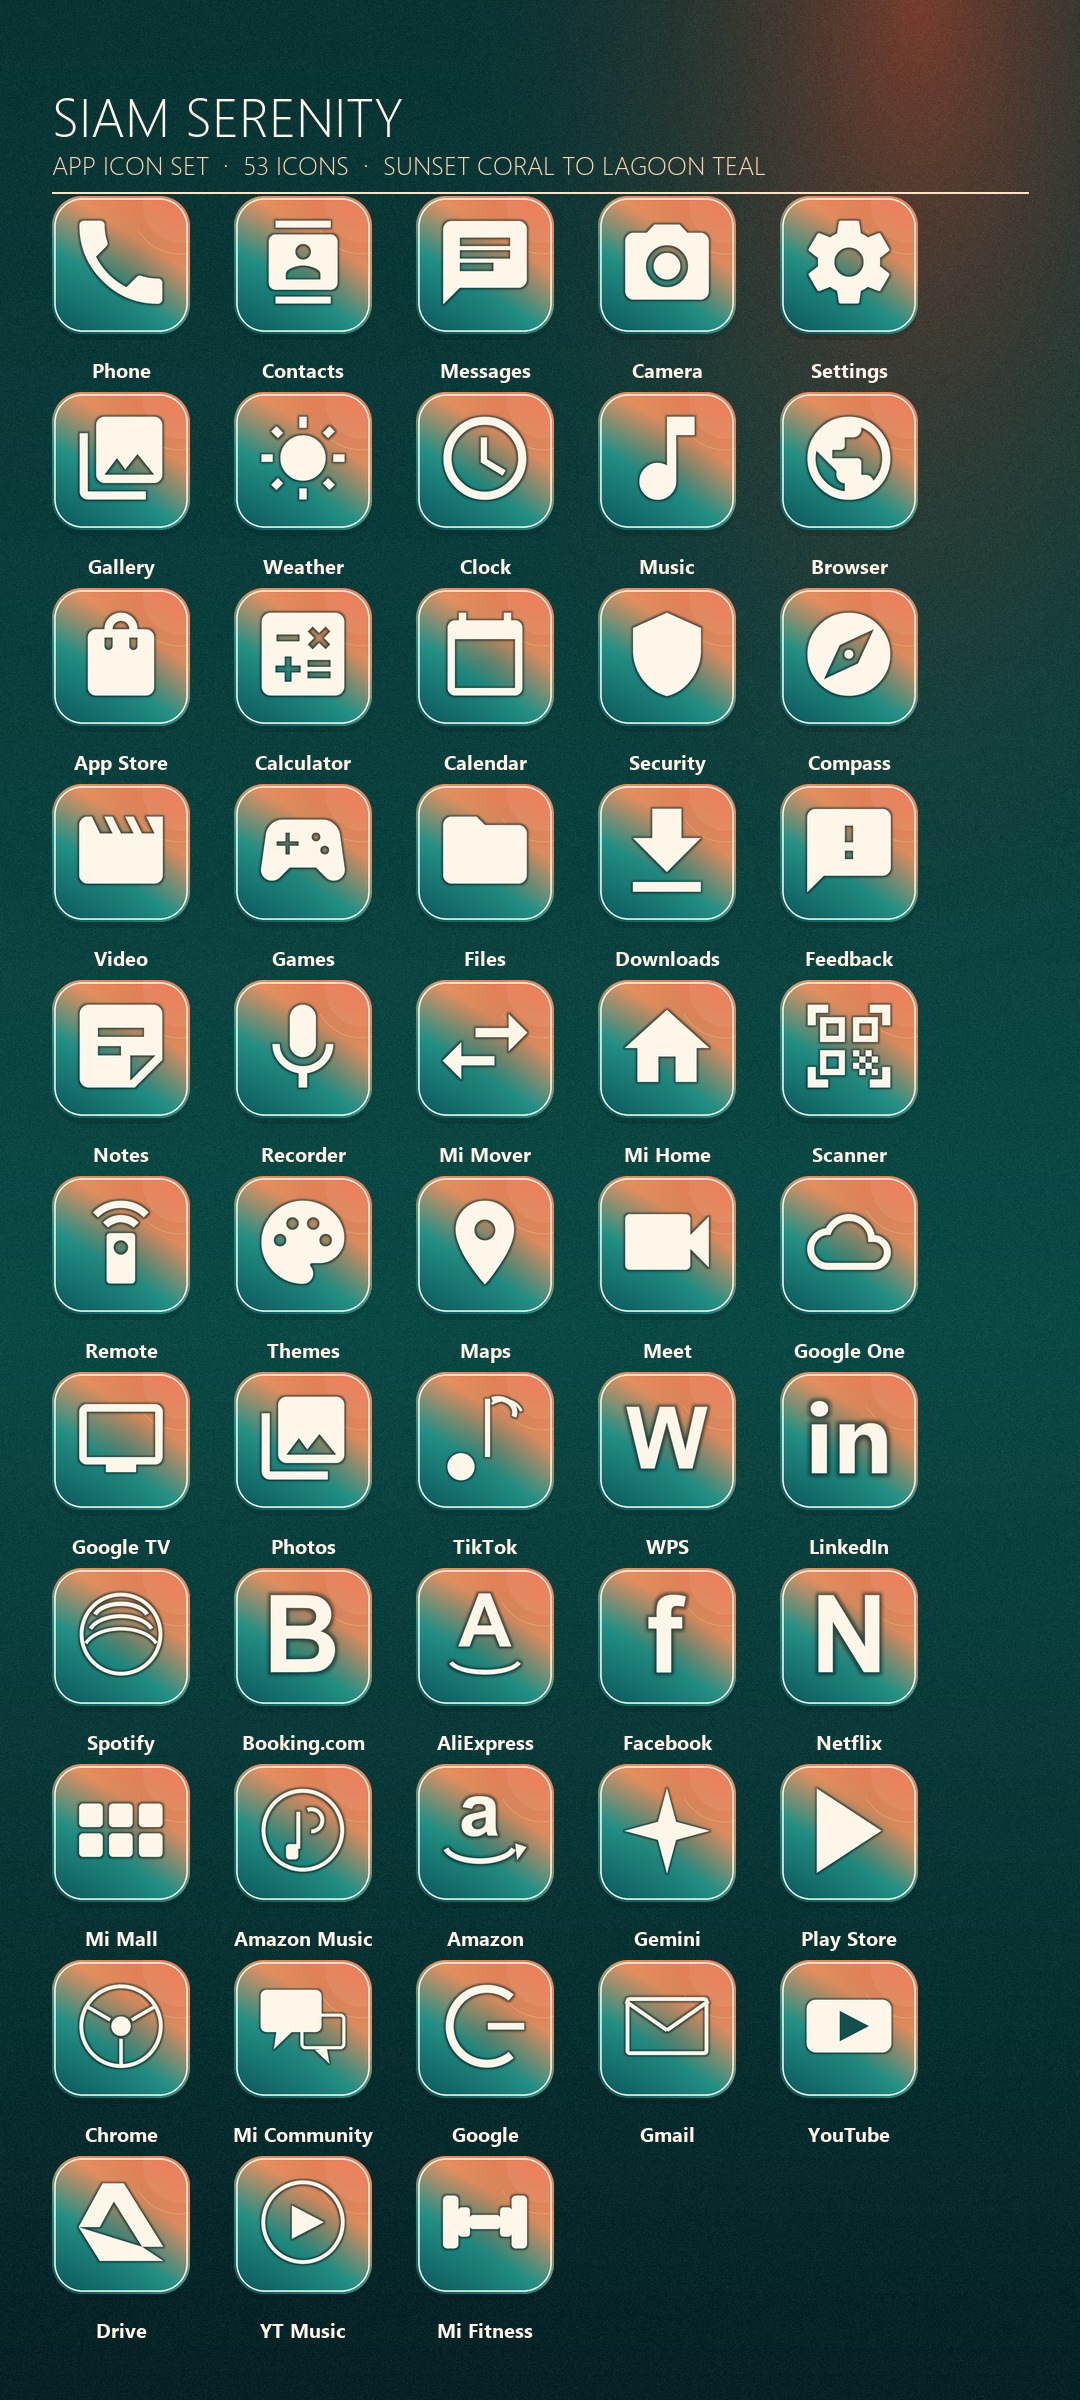 SIAM SERENITY
APP ICON SET · 53 ICONS · SUNSET CORAL TO LAGOON TEAL
Phone Contacts Messages Camera Settings
Gallery Weather Clock Music Browser
App Store Calculator Calendar Security Compass
Video Games Files Downloads Feedback
Notes Recorder Mi Mover Mi Home Scanner
Remote Themes Maps Meet Google One
W in
Google TV Photos TikTok WPS LinkedIn
B A f N
Spotify Booking.com AliExpress Facebook Netflix
a
Mi Mall Amazon Music Amazon Gemini Play Store
Chrome Mi Community Google Gmail YouTube
Drive YT Music Mi Fitness